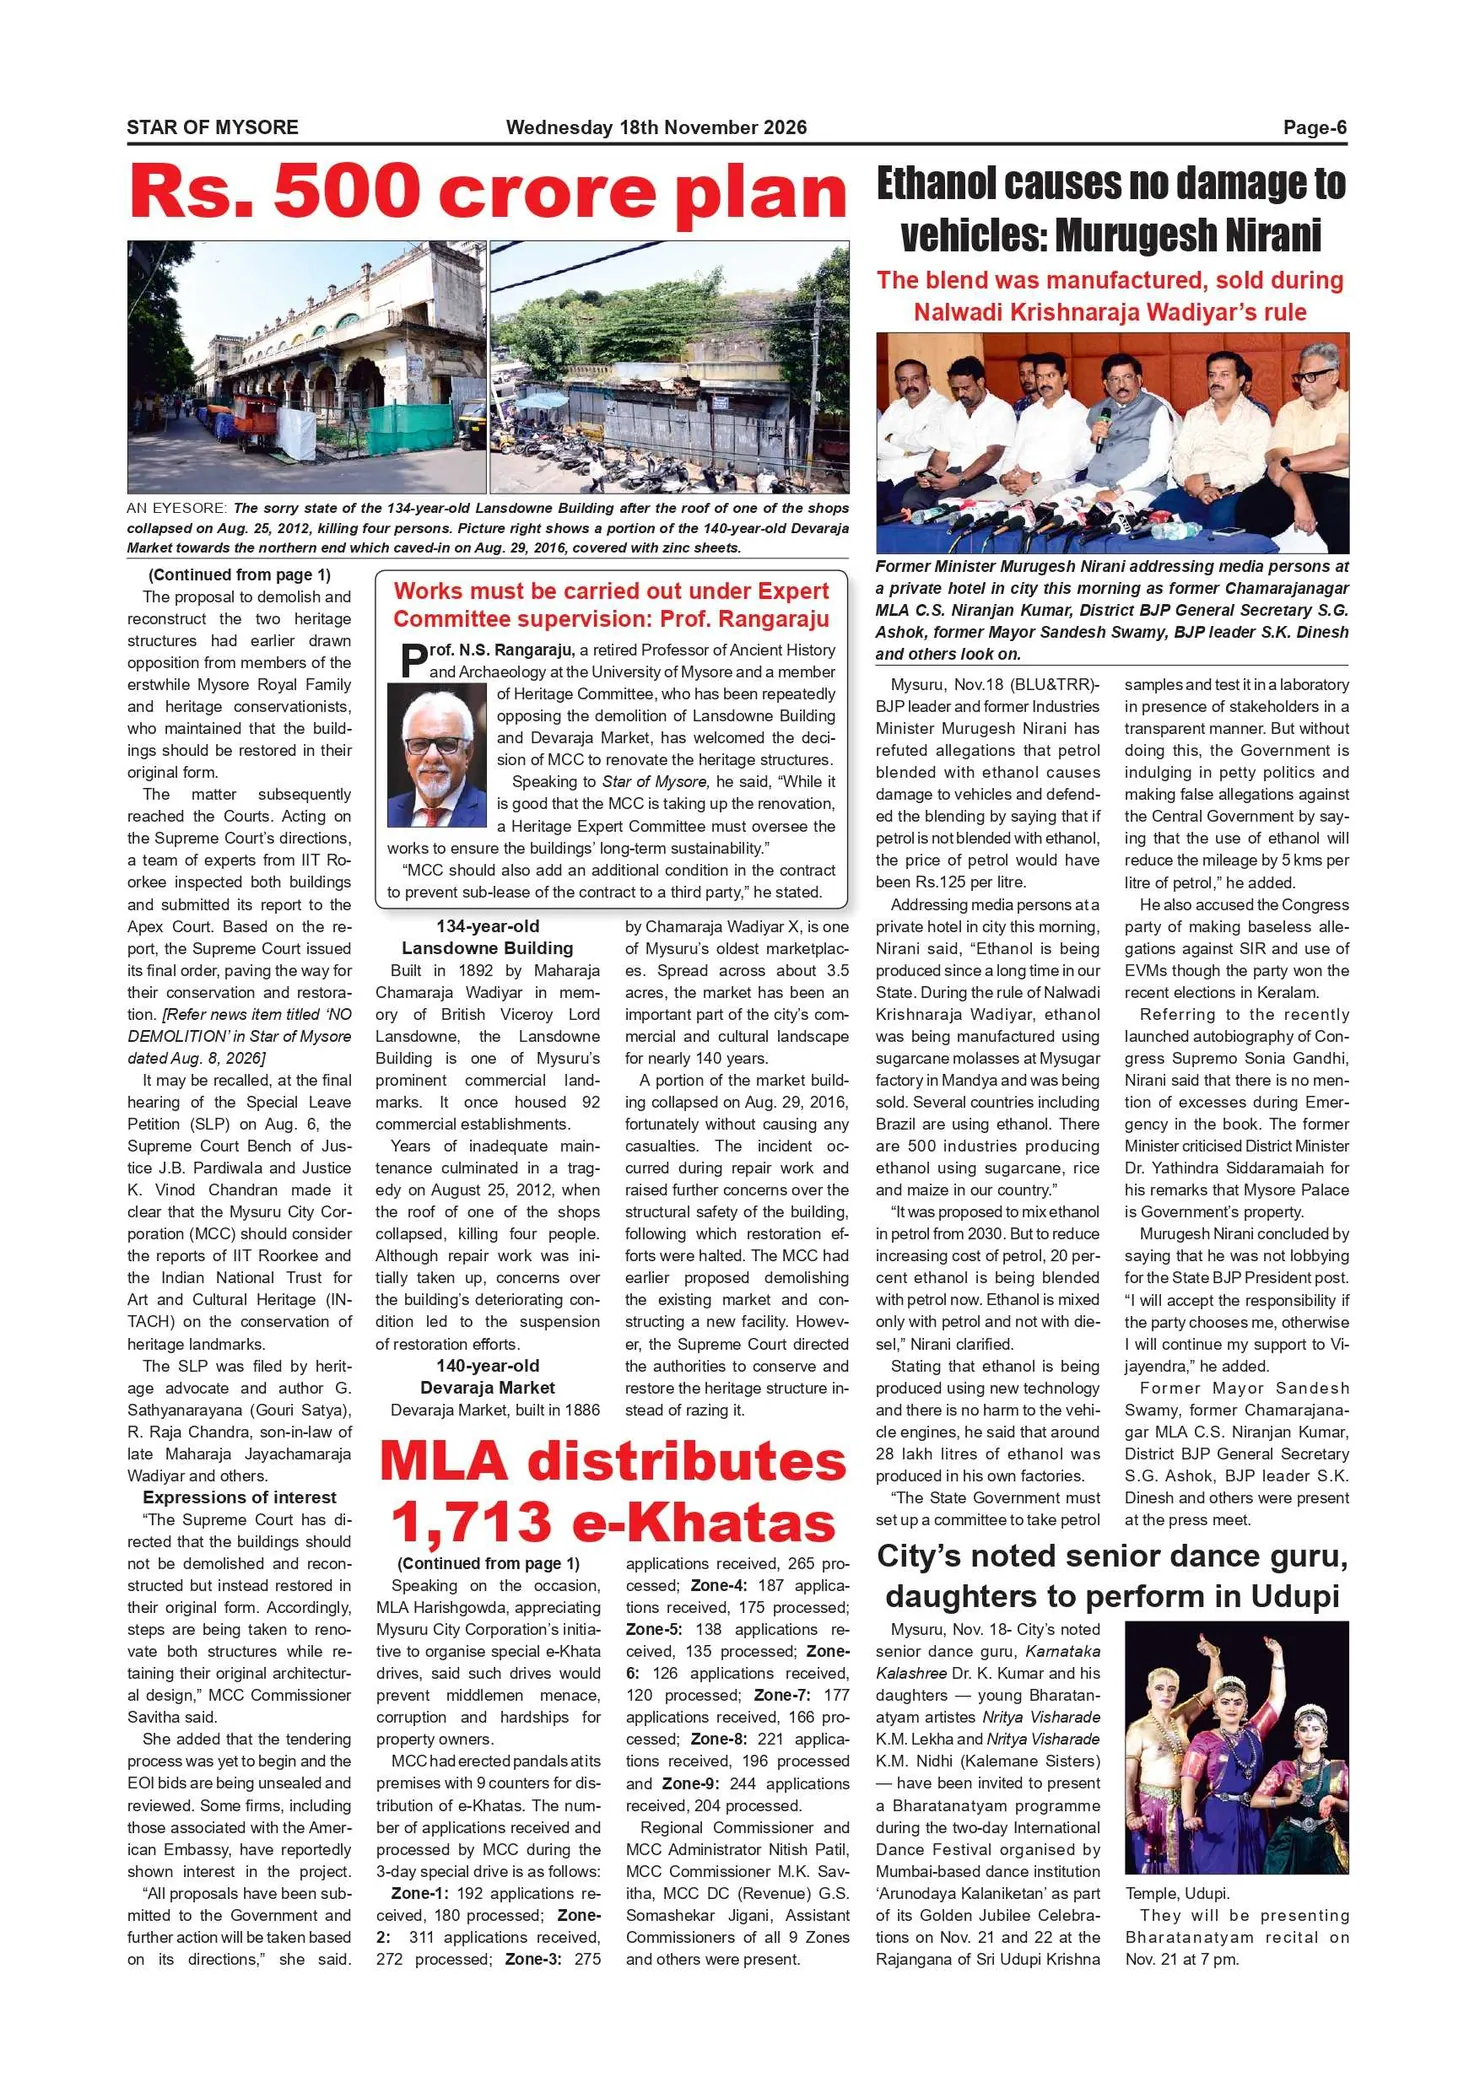 STAR OF MYSORE
Wednesday 18th November 2026
Page-6
Rs. 500 crore plan
AN EYESORE: The sorry state of the 134-year-old Lansdowne Building after the roof of one of the shops
collapsed on Aug. 25, 2012, killing four persons. Picture right shows a portion of the 140-year-old Devaraja
Market towards the northern end which caved-in on Aug. 29, 2016, covered with zinc sheets.
(Continued from page 1)
The proposal to demolish and
reconstruct the two heritage
structures had earlier drawn
opposition from members of the
erstwhile Mysore Royal Family
and heritage conservationists,
who maintained that the build-
ings should be restored in their
original form.
The matter subsequently
reached the Courts. Acting on
the Supreme Court's directions,
a team of experts from IIT Ro-
orkee inspected both buildings
and submitted its report to the
Apex Court. Based on the re-
port, the Supreme Court issued
its final order, paving the way for
their conservation and restora-
tion. [Refer news item titled ‘NO
DEMOLITION’ in Star of Mysore
dated Aug. 8, 2026]
It may be recalled, at the final
hearing of the Special Leave
Petition (SLP) on Aug. 6, the
Supreme Court Bench of Jus-
tice J.B. Pardiwala and Justice
K. Vinod Chandran made it
clear that the Mysuru City Cor-
poration (MCC) should consider
the reports of IIT Roorkee and
the Indian National Trust for
Art and Cultural Heritage (IN-
TACH) on the conservation of
heritage landmarks.
The SLP was filed by herit-
age advocate and author G.
Sathyanarayana (Gouri Satya),
R. Raja Chandra, son-in-law of
late Maharaja Jayachamaraja
Wadiyar and others.
Expressions of interest
“The Supreme Court has di-
rected that the buildings should
not be demolished and recon-
structed but instead restored in
their original form. Accordingly,
steps are being taken to reno-
vate both structures while re-
taining their original architectur-
al design,” MCC Commissioner
Savitha said.
She added that the tendering
process was yet to begin and the
EOI bids are being unsealed and
reviewed. Some firms, including
those associated with the Amer-
ican Embassy, have reportedly
shown interest in the project.
“All proposals have been sub-
mitted to the Government and
further action will be taken based
on its directions,” she said.
Works must be carried out under Expert
Committee supervision: Prof. Rangaraju
Prof. N.S. Rangaraju, a retired Professor of Ancient History
and Archaeology at the University of Mysore and a member
of Heritage Committee, who has been repeatedly
opposing the demolition of Lansdowne Building
and Devaraja Market, has welcomed the deci-
sion of MCC to renovate the heritage structures.
Speaking to Star of Mysore, he said, “While it
is good that the MCC is taking up the renovation,
a Heritage Expert Committee must oversee the
works to ensure the buildings’ long-term sustainability.”
“MCC should also add an additional condition in the contract
to prevent sub-lease of the contract to a third party,” he stated.
134-year-old
Lansdowne Building
Built in 1892 by Maharaja
Chamaraja Wadiyar in mem-
ory of British Viceroy Lord
Lansdowne, the Lansdowne
Building is one of Mysuru’s
prominent commercial land-
marks. It once housed 92
commercial establishments.
Years of inadequate main-
tenance culminated in a trag-
edy on August 25, 2012, when
the roof of one of the shops
collapsed, killing four people.
Although repair work was ini-
tially taken up, concerns over
the building’s deteriorating con-
dition led to the suspension
of restoration efforts.
140-year-old
Devaraja Market
Devaraja Market, built in 1886
by Chamaraja Wadiyar X, is one
of Mysuru’s oldest marketplac-
es. Spread across about 3.5
acres, the market has been an
important part of the city’s com-
mercial and cultural landscape
for nearly 140 years.
A portion of the market build-
ing collapsed on Aug. 29, 2016,
fortunately without causing any
casualties. The incident oc-
curred during repair work and
raised further concerns over the
structural safety of the building,
following which restoration ef-
forts were halted. The MCC had
earlier proposed demolishing
the existing market and con-
structing a new facility. Howev-
er, the Supreme Court directed
the authorities to conserve and
restore the heritage structure in-
stead of razing it.
MLA distributes
1,713 e-Khatas
(Continued from page 1)
Speaking on the occasion,
MLA Harishgowda, appreciating
Mysuru City Corporation’s initia-
tive to organise special e-Khata
drives, said such drives would
prevent middlemen menace,
corruption and hardships for
property owners.
MCC had erected pandals at its
premises with 9 counters for dis-
tribution of e-Khatas. The num-
ber of applications received and
processed by MCC during the
3-day special drive is as follows:
Zone-1: 192 applications re-
ceived, 180 processed; Zone-
2: 311 applications received,
272 processed; Zone-3: 275
applications received, 265 pro-
cessed; Zone-4: 187 applica-
tions received, 175 processed;
Zone-5: 138 applications re-
ceived, 135 processed; Zone-
6: 126 applications received,
120 processed; Zone-7: 177
applications received, 166 pro-
cessed; Zone-8: 221 applica-
tions received, 196 processed
and Zone-9: 244 applications
received, 204 processed.
Regional Commissioner and
MCC Administrator Nitish Patil,
MCC Commissioner M.K. Sav-
itha, MCC DC (Revenue) G.S.
Somashekar Jigani, Assistant
Commissioners of all 9 Zones
and others were present.
Ethanol causes no damage to
vehicles: Murugesh Nirani
The blend was manufactured, sold during
Nalwadi Krishnaraja Wadiyar’s rule
Former Minister Murugesh Nirani addressing media persons at
a private hotel in city this morning as former Chamarajanagar
MLA C.S. Niranjan Kumar, District BJP General Secretary S.G.
Ashok, former Mayor Sandesh Swamy, BJP leader S.K. Dinesh
and others look on.
Mysuru, Nov.18 (BLU&TRR)-
BJP leader and former Industries
Minister Murugesh Nirani has
refuted allegations that petrol
blended with ethanol causes
damage to vehicles and defend-
ed the blending by saying that if
petrol is not blended with ethanol,
the price of petrol would have
been Rs.125 per litre.
Addressing media persons at a
private hotel in city this morning,
Nirani said, “Ethanol is being
produced since a long time in our
State. During the rule of Nalwadi
Krishnaraja Wadiyar, ethanol
was being manufactured using
sugarcane molasses at Mysugar
factory in Mandya and was being
sold. Several countries including
Brazil are using ethanol. There
are 500 industries producing
ethanol using sugarcane, rice
and maize in our country.”
“It was proposed to mix ethanol
in petrol from 2030. But to reduce
increasing cost of petrol, 20 per-
cent ethanol is being blended
with petrol now. Ethanol is mixed
only with petrol and not with die-
sel,” Nirani clarified.
Stating that ethanol is being
produced using new technology
and there is no harm to the vehi-
cle engines, he said that around
28 lakh litres of ethanol was
produced in his own factories.
“The State Government must
set up a committee to take petrol
samples and test it in a laboratory
in presence of stakeholders in a
transparent manner. But without
doing this, the Government is
indulging in petty politics and
making false allegations against
the Central Government by say-
ing that the use of ethanol will
reduce the mileage by 5 kms per
litre of petrol,” he added.
He also accused the Congress
party of making baseless alle-
gations against SIR and use of
EVMs though the party won the
recent elections in Keralam.
Referring to the recently
launched autobiography of Con-
gress Supremo Sonia Gandhi,
Nirani said that there is no men-
tion of excesses during Emer-
gency in the book. The former
Minister criticised District Minister
Dr. Yathindra Siddaramaiah for
his remarks that Mysore Palace
is Government’s property.
Murugesh Nirani concluded by
saying that he was not lobbying
for the State BJP President post.
“I will accept the responsibility if
the party chooses me, otherwise
I will continue my support to Vi-
jayendra,” he added.
Former Mayor Sandesh
Swamy, former Chamarajana-
gar MLA C.S. Niranjan Kumar,
District BJP General Secretary
S.G. Ashok, BJP leader S.K.
Dinesh and others were present
at the press meet.
City’s noted senior dance guru,
daughters to perform in Udupi
Mysuru, Nov. 18- City’s noted
senior dance guru, Karnataka
Kalashree Dr. K. Kumar and his
daughters — young Bharatan-
atyam artistes Nritya Visharade
K.M. Lekha and Nritya Visharade
K.M. Nidhi (Kalemane Sisters)
— have been invited to present
a Bharatanatyam programme
during the two-day International
Dance Festival organised by
Mumbai-based dance institution
‘Arunodaya Kalaniketan’ as part
of its Golden Jubilee Celebra-
tions on Nov. 21 and 22 at the
Rajangana of Sri Udupi Krishna
Temple, Udupi.
They will be presenting
Bharatanatyam recital on
Nov. 21 at 7 pm.